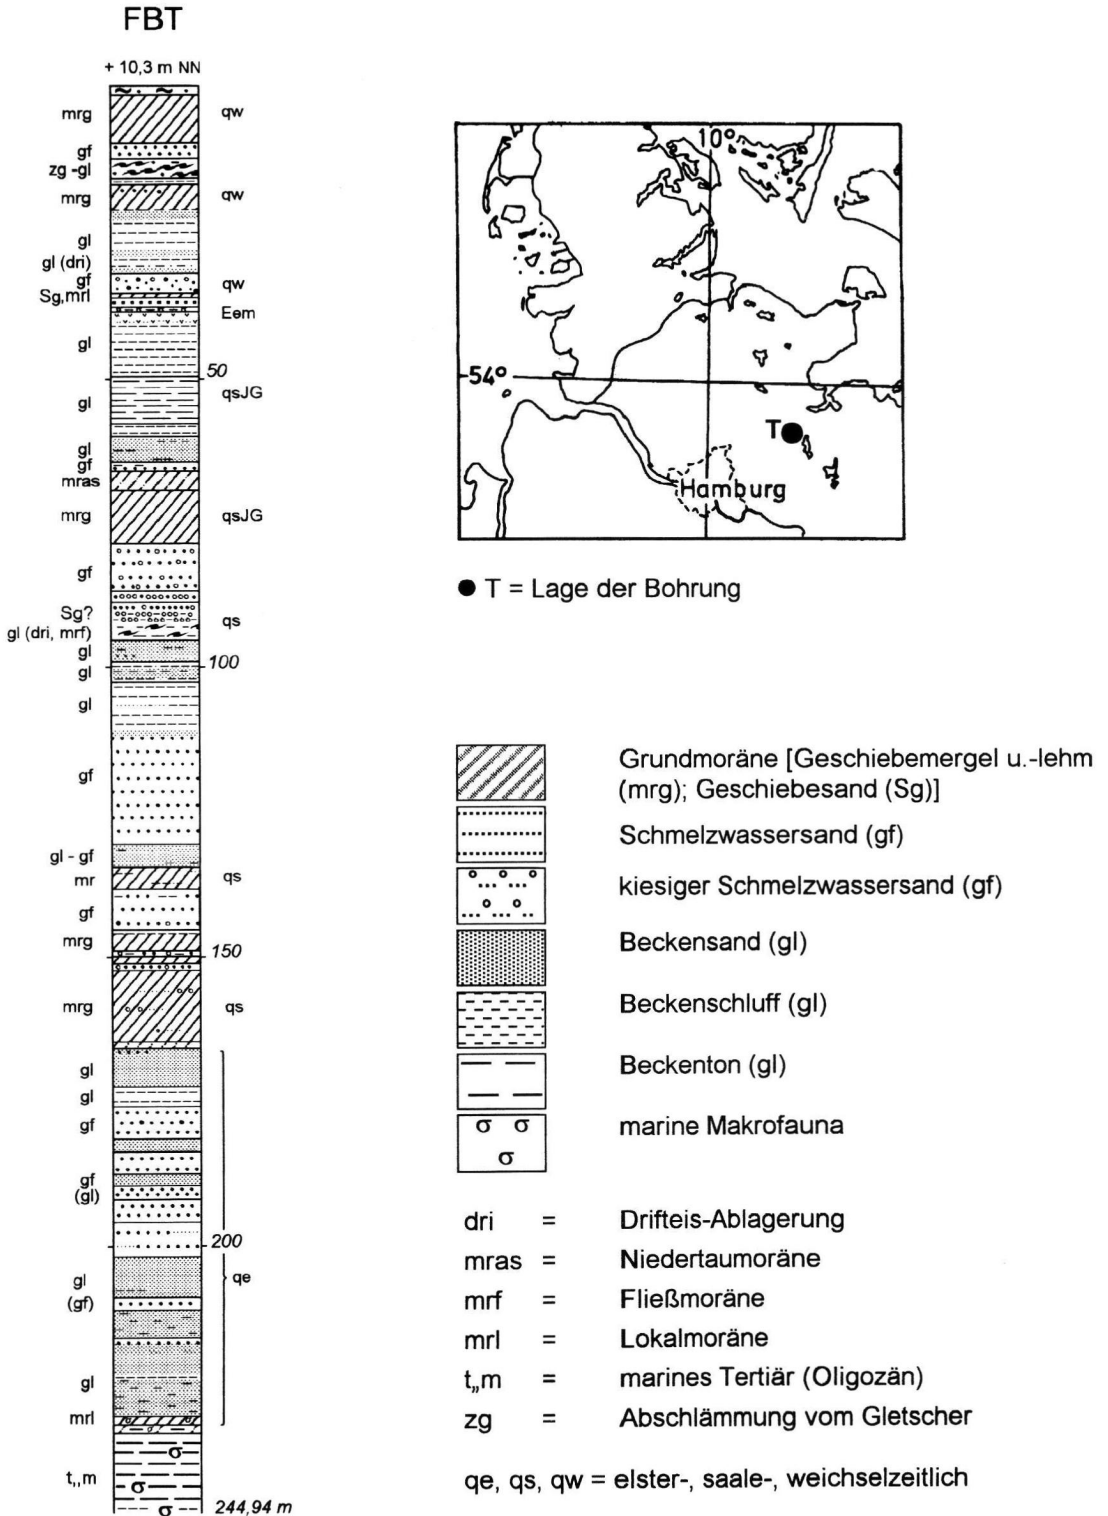 FBT
+ 10,3 m NN
mrg qw
gf
zg -gl
mrg qw
gl
gl (dri)
gf qw
Sg,mrl
Eem
gl
50
qsJG
gl
gl
gf
mras
mrg qsJG
gf
Sg? qs
gl (dri, mrf)
gl
100
gl
gl
gf
gl - gf
mr qs
gf
mrg
150
mrg qs
gl
gl
gf
gf
(gl)
200
gl qe
(gf)
gl
mrl
t,,m
244,94 m
10°
54°
T
Hamburg
● T = Lage der Bohrung
Grundmoräne [Geschiebemergel u.-lehm
(mrg); Geschiebesand (Sg)]
Schmelzwassersand (gf)
kiesiger Schmelzwassersand (gf)
Beckensand (gl)
Beckenschluff (gl)
Beckenton (gl)
marine Makrofauna
dri = Drifteis-Ablagerung
mras = Niedertaumoräne
mrf = Fließmoräne
mrl = Lokalmoräne
t,,m = marines Tertiär (Oligozän)
zg = Abschlämmung vom Gletscher
qe, qs, qw = elster-, saale-, weichselzeitlich